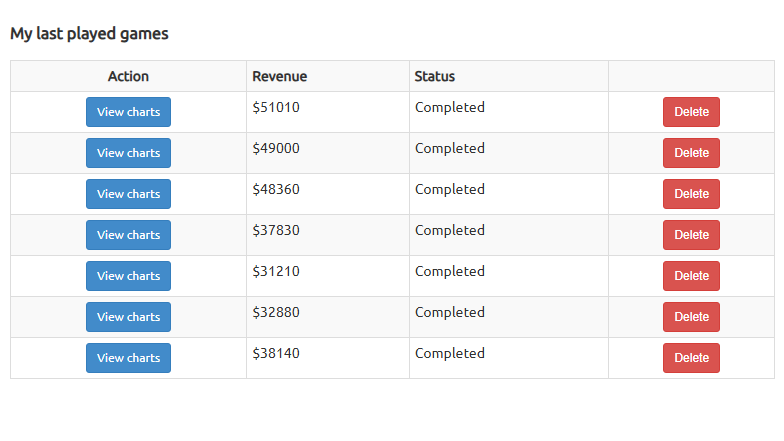 My last played games
Action Revenue Status
View charts $51010 Completed Delete
View charts $49000 Completed Delete
View charts $48360 Completed Delete
View charts $37830 Completed Delete
View charts $31210 Completed Delete
View charts $32880 Completed Delete
View charts $38140 Completed Delete